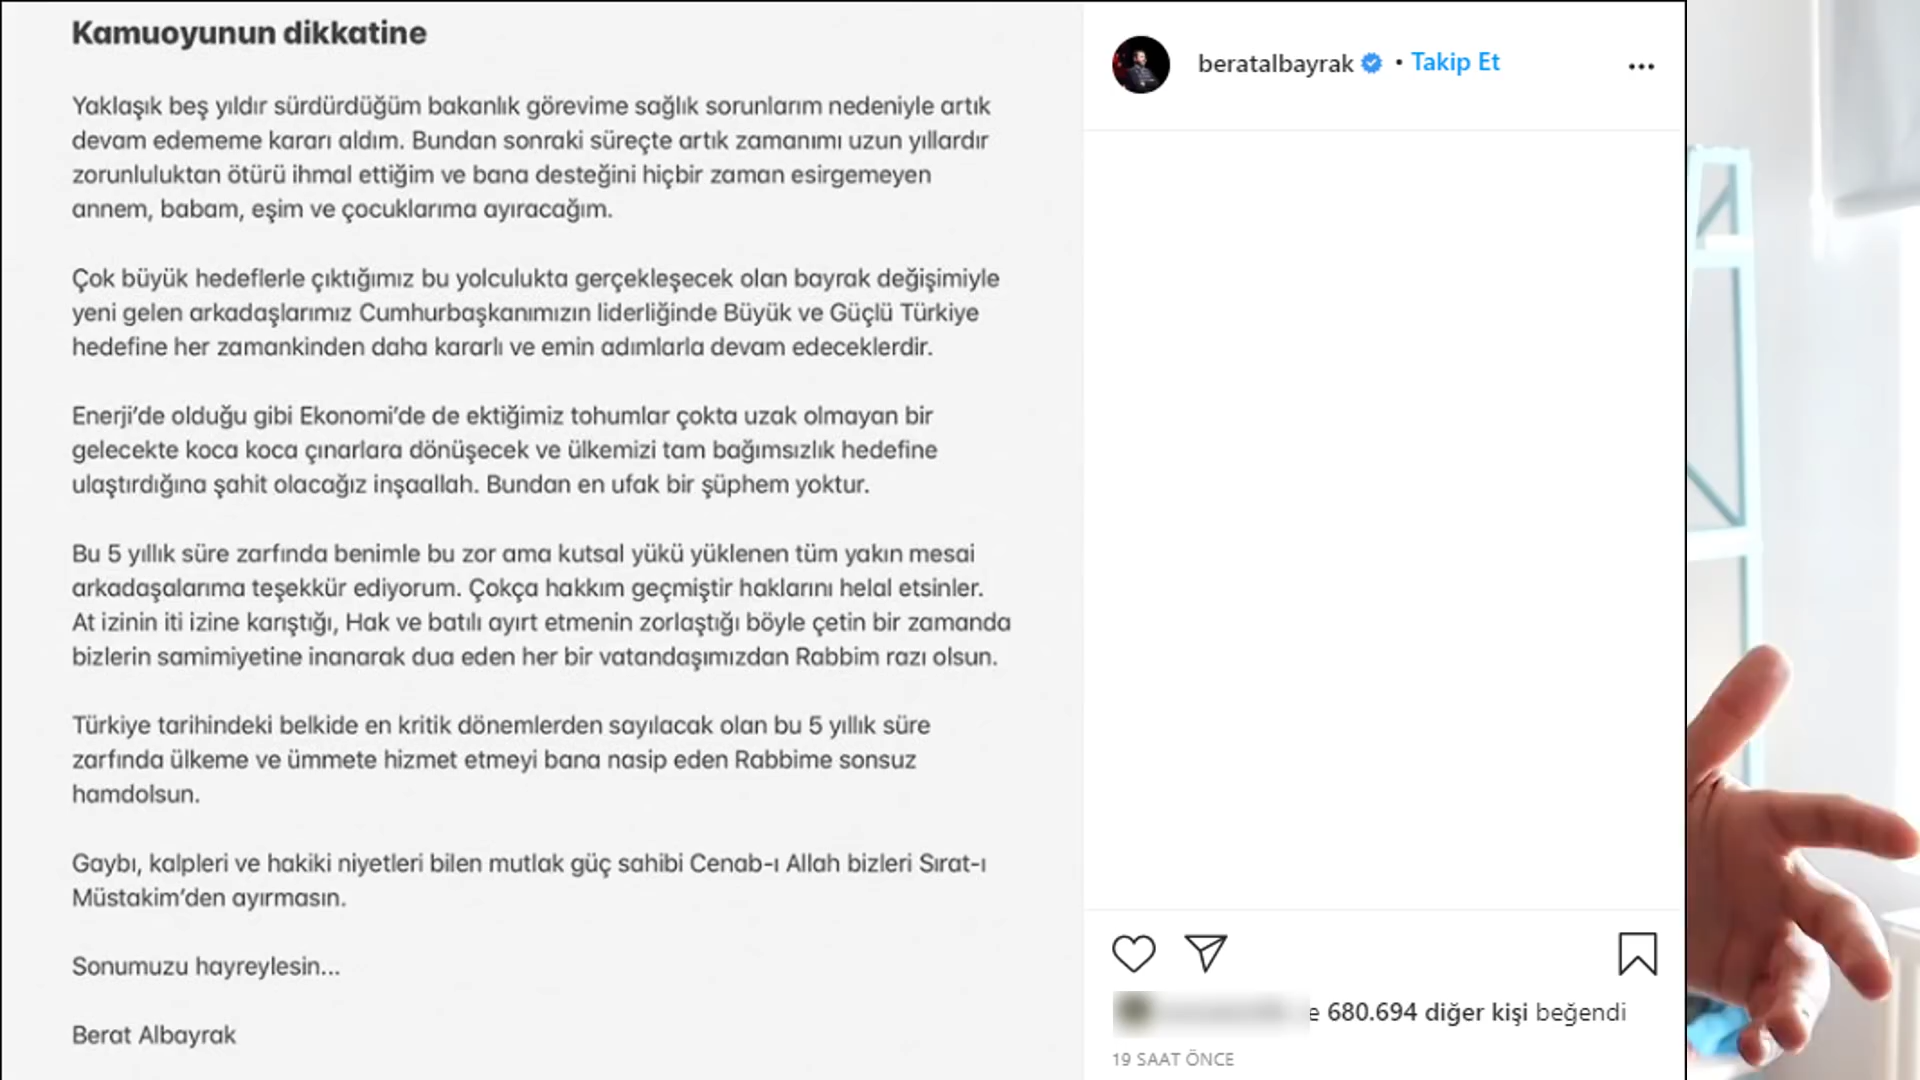 Kamuoyunun dikkatine
Yaklaşık beş yıldır sürdürdüğüm bakanlık görevime sağlık sorunlarım nedeniyle artık
devam edememe kararı aldım. Bundan sonraki süreçte artık zamanımı uzun yıllardır
zorunluluktan ötürü ihmal ettiğim ve bana desteğini hiçbir zaman esirgemeyen
annem, babam, eşim ve çocuklarıma ayıracağım.
Çok büyük hedeflerle çıktığımız bu yolculukta gerçekleşecek olan bayrak değişimiyle
yeni gelen arkadaşlarımız Cumhurbaşkanımızın liderliğinde Büyük ve Güçlü Türkiye
hedefine her zamankinden daha kararlı ve emin adımlarla devam edeceklerdir.
Enerji’de olduğu gibi Ekonomi’de de ektiğimiz tohumlar çokta uzak olmayan bir
gelecekte koca koca çınarlara dönüşecek ve ülkemizi tam bağımsızlık hedefine
ulaştırdığına şahit olacağız inşaallah. Bundan en ufak bir şüphem yoktur.
Bu 5 yıllık süre zarfında benimle bu zor ama kutsal yükü yüklenen tüm yakın mesai
arkadaşalarıma teşekkür ediyorum. Çokça hakkım geçmiştir haklarını helal etsinler.
At izinin iti izine karıştığı, Hak ve batılı ayırt etmenin zorlaştığı böyle çetin bir zamanda
bizlerin samimiyetine inanarak dua eden her bir vatandaşımızdan Rabbim razı olsun.
Türkiye tarihindeki belkide en kritik dönemlerden sayılacak olan bu 5 yıllık süre
zarfında ülkeme ve ümmete hizmet etmeyi bana nasip eden Rabbime sonsuz
hamdolsun.
Gaybı, kalpleri ve hakiki niyetleri bilen mutlak güç sahibi Cenab-ı Allah bizleri Sırat-ı
Müstakim’den ayırmasın.
Sonumuzu hayreylesin...
Berat Albayrak
beratalbayrak • Takip Et
e 680.694 diğer kişi beğendi
19 SAAT ÖNCE